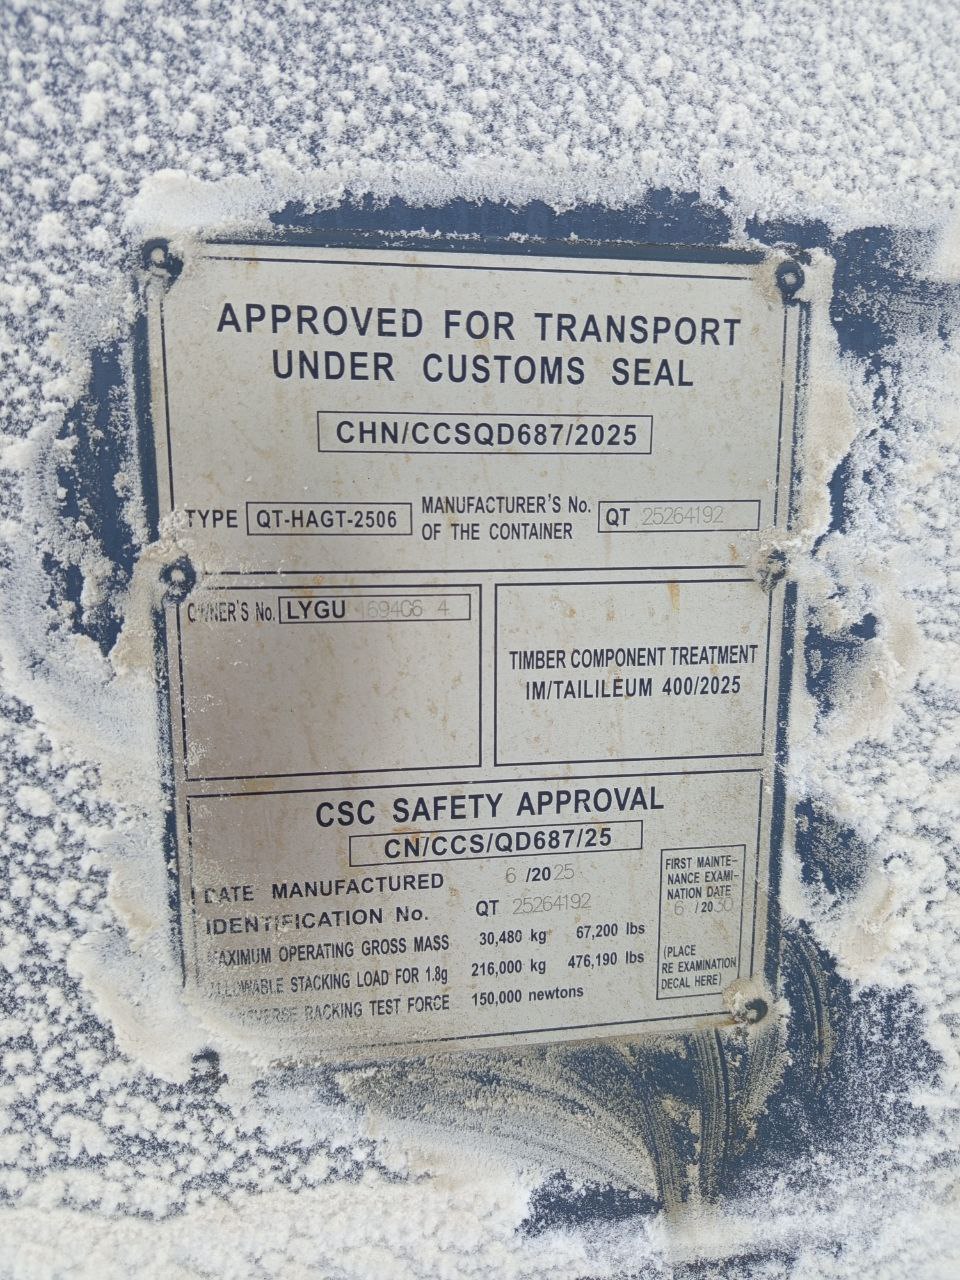 APPROVED FOR TRANSPORT
UNDER CUSTOMS SEAL
CHN/CCSQD687/2025
TYPE QT-HAGT-2506 MANUFACTURER'S No. OF THE CONTAINER QT 25264192
OWNER'S No. LYGU
TIMBER COMPONENT TREATMENT
IM/TAILILEUM 400/2025
CSC SAFETY APPROVAL
CN/CCS/QD687/25
DATE MANUFACTURED 6 /2025
IDENTIFICATION No. QT 25264192
MAXIMUM OPERATING GROSS MASS 30,480 kg 67,200 lbs
ALLOWABLE STACKING LOAD FOR 1.8g 216,000 kg 476,190 lbs
RACKING TEST FORCE 150,000 newtons
FIRST MAINTE-
NANCE EXAMI-
NATION DATE
6 /2030
(PLACE
RE EXAMINATION
DECAL HERE)